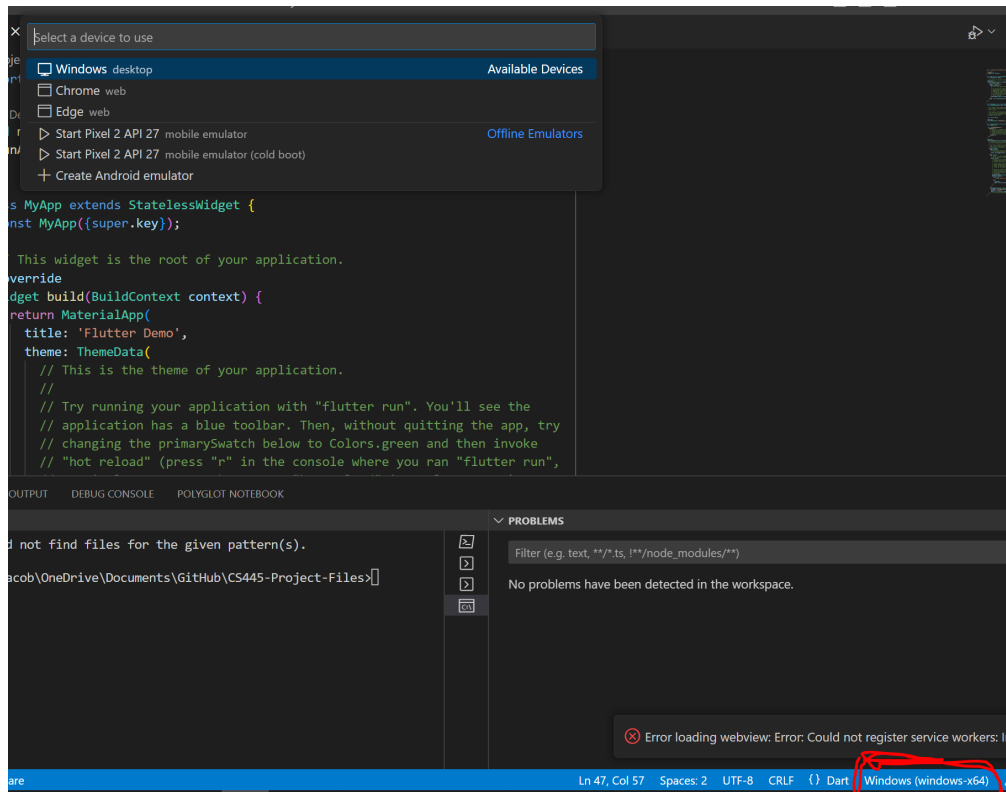 Select a device to use
Windows desktop Available Devices
Chrome web
Edge web
Start Pixel 2 API 27 mobile emulator Offline Emulators
Start Pixel 2 API 27 mobile emulator (cold boot)
Create Android emulator
s MyApp extends StatelessWidget {
nst MyApp({super.key});
This widget is the root of your application.
verride
dget build(BuildContext context) {
return MaterialApp(
title: 'Flutter Demo',
theme: ThemeData(
// This is the theme of your application.
//
// Try running your application with "flutter run". You'll see the
// application has a blue toolbar. Then, without quitting the app, try
// changing the primarySwatch below to Colors.green and then invoke
// "hot reload" (press "r" in the console where you ran "flutter run",
OUTPUT DEBUG CONSOLE POLYGLOT NOTEBOOK
PROBLEMS
d not find files for the given pattern(s).
Filter (e.g. text, **/*.ts, !**/node_modules/**)
acob\OneDrive\Documents\GitHub\CS445-Project-Files>
No problems have been detected in the workspace.
Error loading webview: Error: Could not register service workers: I
are Ln 47, Col 57 Spaces: 2 UTF-8 CRLF {} Dart Windows (windows-x64)